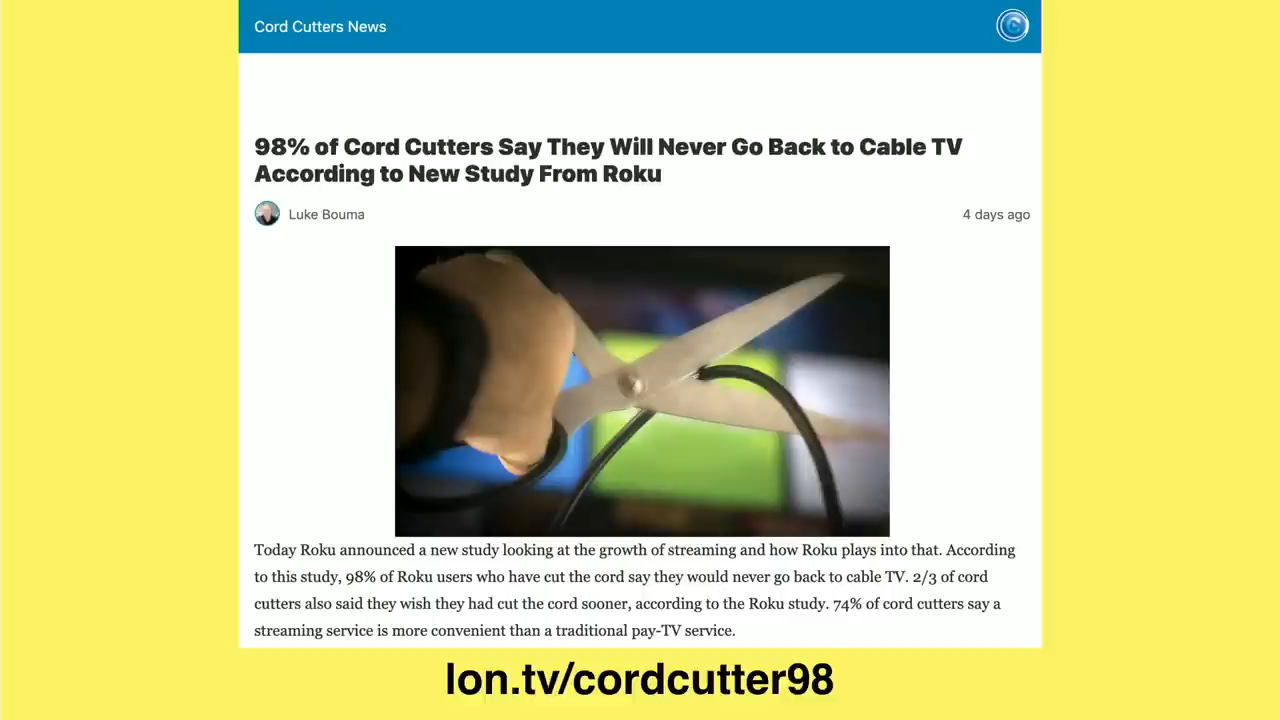 Cord Cutters News
98% of Cord Cutters Say They Will Never Go Back to Cable TV
According to New Study From Roku
Luke Bouma
4 days ago
Today Roku announced a new study looking at the growth of streaming and how Roku plays into that. According
to this study, 98% of Roku users who have cut the cord say they would never go back to cable TV. 2/3 of cord
cutters also said they wish they had cut the cord sooner, according to the Roku study. 74% of cord cutters say a
streaming service is more convenient than a traditional pay-TV service.
lon.tv/cordcutter98